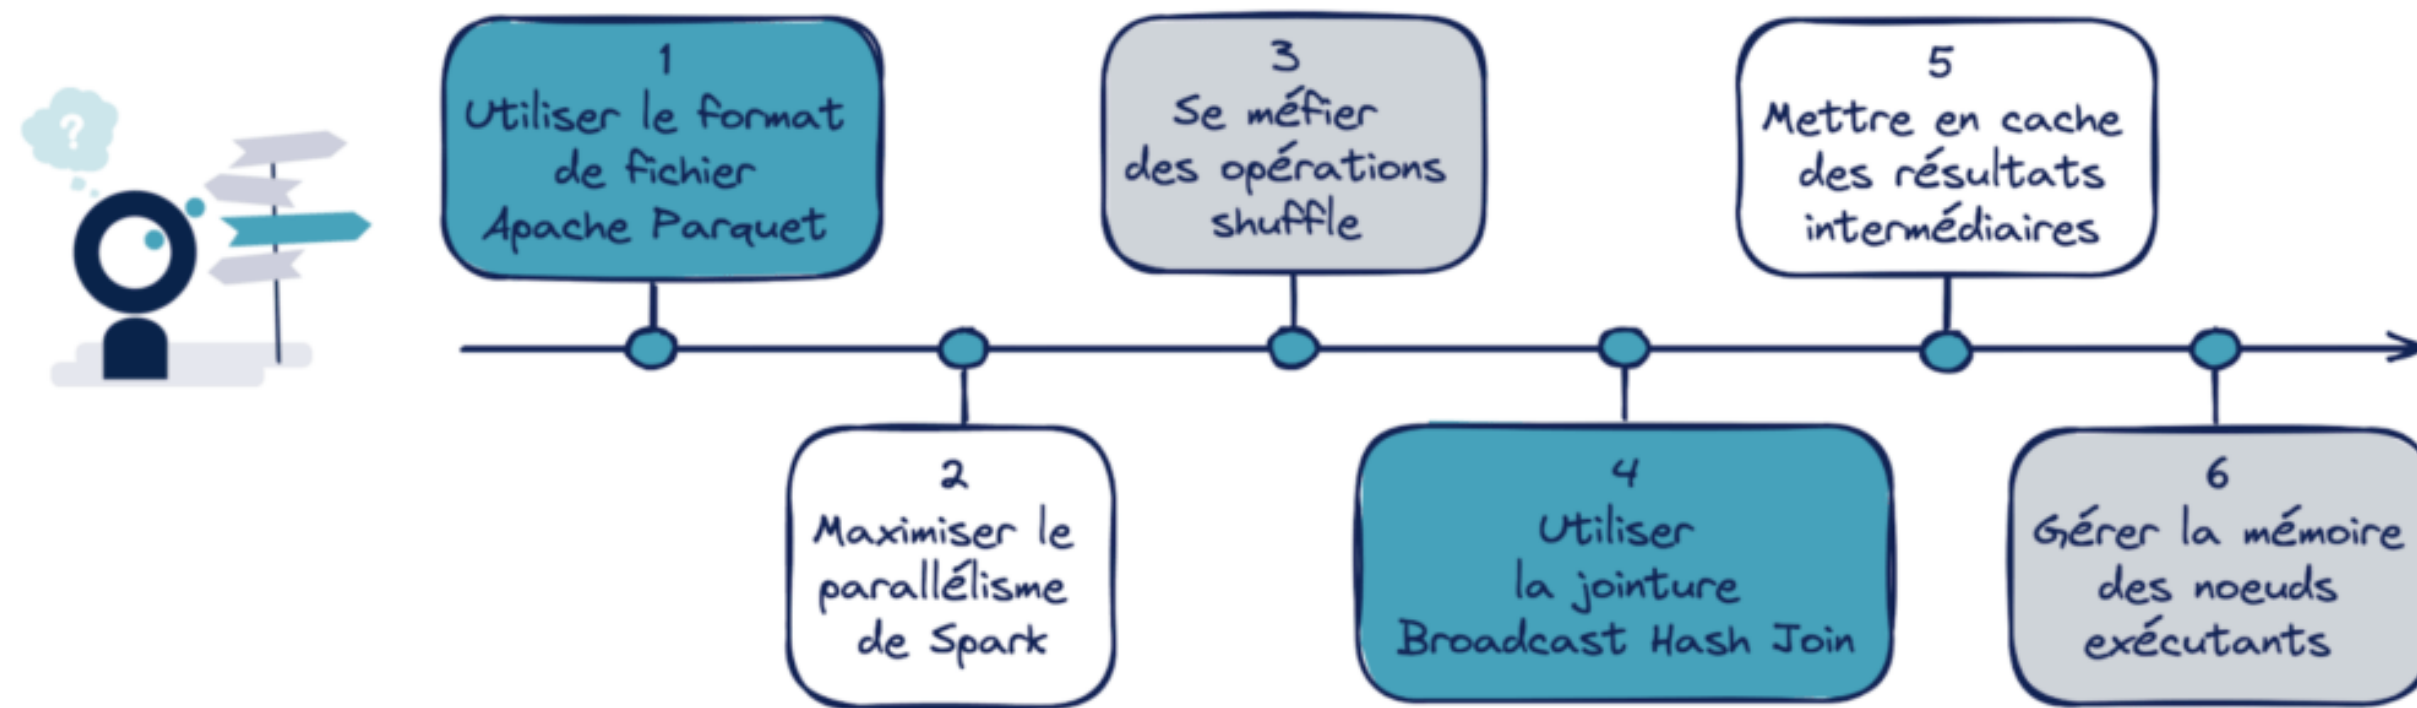 ?
1
Utiliser le format
de fichier
Apache Parquet
2
Maximiser le
parallélisme
de Spark
3
Se méfier
des opérations
shuffle
4
Utiliser
la jointure
Broadcast Hash Join
5
Mettre en cache
des résultats
intermédiaires
6
Gérer la mémoire
des noeuds
exécutants